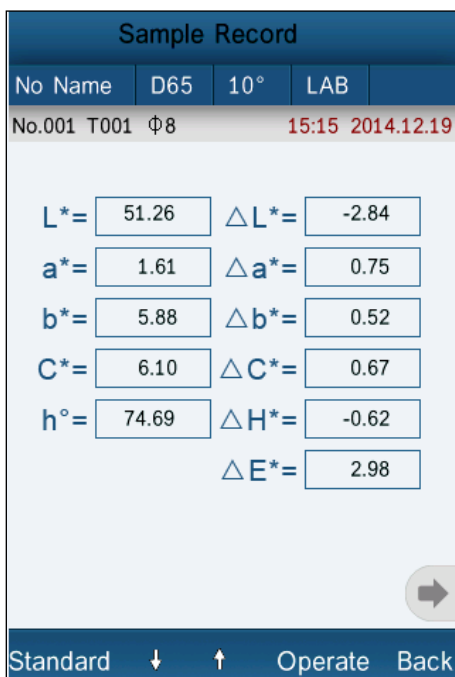 Sample Record
No Name D65 10° LAB
No.001 T001 Φ8 15:15 2014.12.19
L*= 51.26 △L*= -2.84
a*= 1.61 △a*= 0.75
b*= 5.88 △b*= 0.52
C*= 6.10 △C*= 0.67
h°= 74.69 △H*= -0.62
△E*= 2.98
Standard ↓ ↑ Operate Back